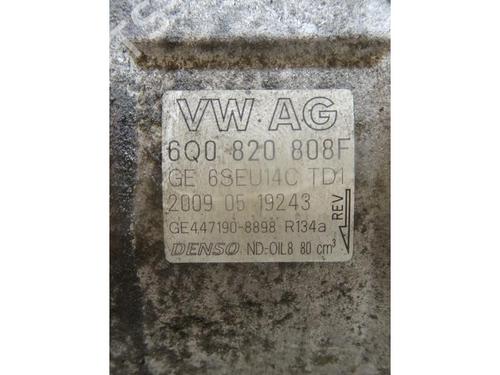 VW AG
6Q0 820 808F
GE 6SEU14C TD1
2009 05 19243
GE447190-8898 R134a
DENSO ND-OIL8 80 cm³
REV